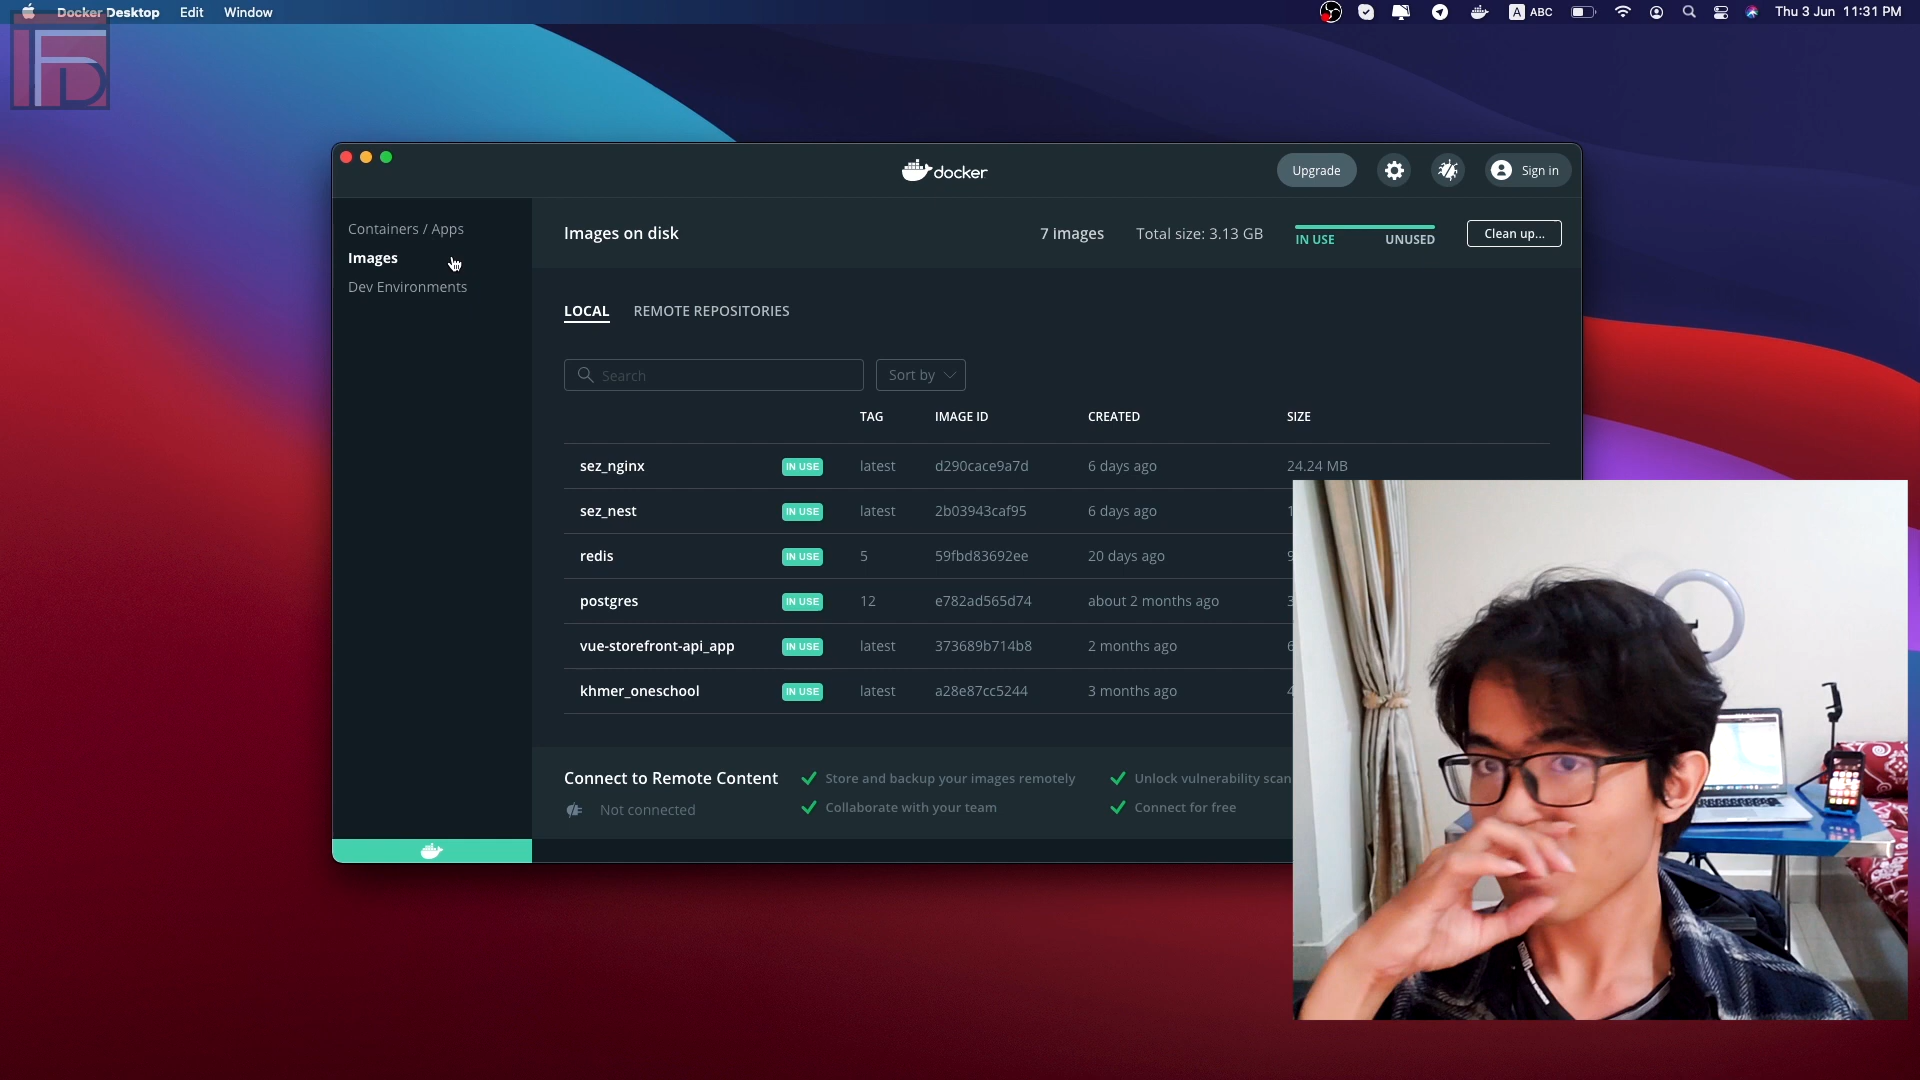 Docker Desktop Edit Window
A ABC Thu 3 Jun 11:31 PM
docker
Upgrade
Sign in
Containers / Apps
Images
Dev Environments
Images on disk
7 images
Total size: 3.13 GB
IN USE UNUSED
Clean up...
LOCAL REMOTE REPOSITORIES
Search
Sort by
TAG IMAGE ID CREATED SIZE
sez_nginx IN USE latest d290cace9a7d 6 days ago 24.24 MB
sez_nest IN USE latest 2b03943caf95 6 days ago
redis IN USE 5 59fbd83692ee 20 days ago
postgres IN USE 12 e782ad565d74 about 2 months ago
vue-storefront-api_app IN USE latest 373689b714b8 2 months ago
khmer_oneschool IN USE latest a28e87cc5244 3 months ago
Connect to Remote Content
Not connected
Store and backup your images remotely
Collaborate with your team
Unlock vulnerability scan
Connect for free